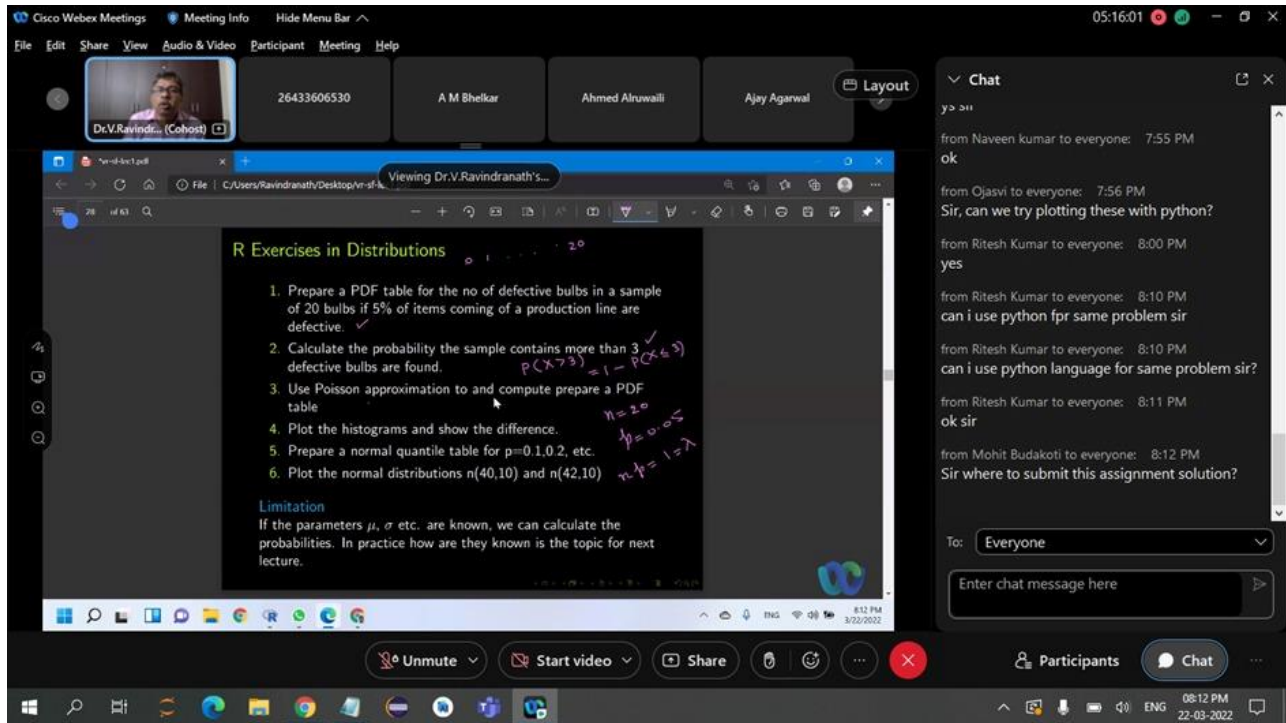 Cisco Webex Meetings Meeting Info Hide Menu Bar 05:16:01
File Edit Share View Audio & Video Participant Meeting Help
Dr.V.Ravindr... (Cohost)
26433606530
A M Bhelkar
Ahmed Alruwaili
Ajay Agarwal
Layout
Viewing Dr.V.Ravindranath's...
File C:/Users/Ravindranath/Desktop/vr-sf-
28 of 63
R Exercises in Distributions
0 1 . . . . 20
1. Prepare a PDF table for the no of defective bulbs in a sample
of 20 bulbs if 5% of items coming of a production line are
defective. ✓
2. Calculate the probability the sample contains more than 3 ✓
defective bulbs are found.
P(X>3) = 1 - P(X≤3)
3. Use Poisson approximation to and compute prepare a PDF
table
n=20
4. Plot the histograms and show the difference.
p=0.05
5. Prepare a normal quantile table for p=0.1,0.2, etc.
np=1=λ
6. Plot the normal distributions n(40,10) and n(42,10)
Limitation
If the parameters μ, σ etc. are known, we can calculate the
probabilities. In practice how are they known is the topic for next
lecture.
ENG 8:12 PM
3/22/2022
Chat
ys sir
from Naveen kumar to everyone: 7:55 PM
ok
from Ojasvi to everyone: 7:56 PM
Sir, can we try plotting these with python?
from Ritesh Kumar to everyone: 8:00 PM
yes
from Ritesh Kumar to everyone: 8:10 PM
can i use python fpr same problem sir
from Ritesh Kumar to everyone: 8:10 PM
can i use python language for same problem sir?
from Ritesh Kumar to everyone: 8:11 PM
ok sir
from Mohit Budakoti to everyone: 8:12 PM
Sir where to submit this assignment solution?
To: Everyone
Enter chat message here
Unmute Start video Share Participants Chat
ENG 08:12 PM
22-03-2022